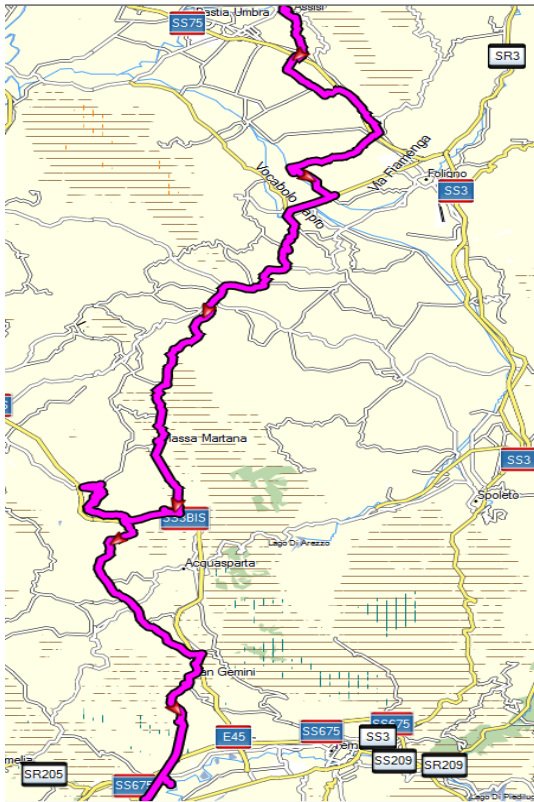 Assisi
Bastia Umbra
SS75
SR3
Via Fiamenga
Foligno
SS3
Massa Martana
SS3
Spoleto
SS3BIS
Lago Di Arezzo
Acquasparta
San Gemini
SS675
SS3
E45
SS675
SS209
SR209
SR205
SS675